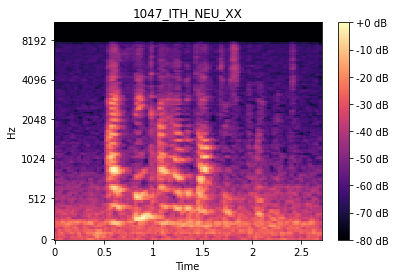 1047_ITH_NEU_XX
8192
4096
2048
1024
512
0
Hz
0
0.5
1
1.5
2
2.5
Time
+0 dB
-10 dB
-20 dB
-30 dB
-40 dB
-50 dB
-60 dB
-70 dB
-80 dB